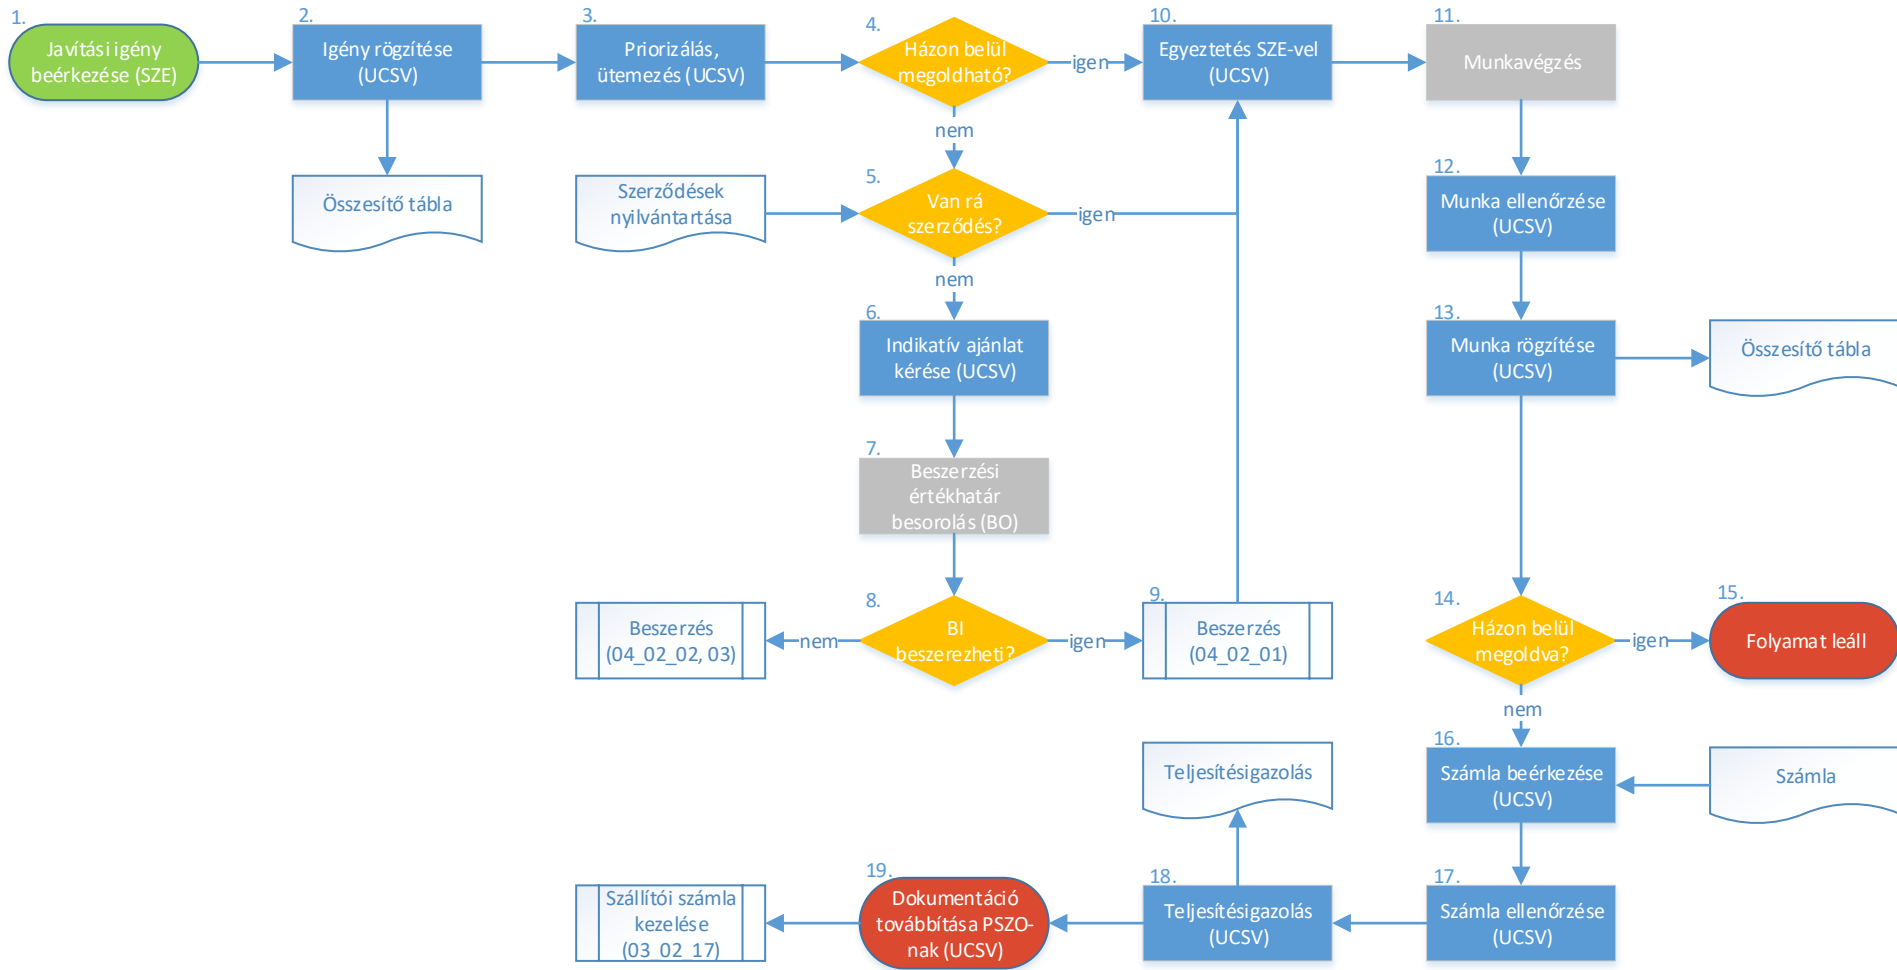 1.
Javítási igény
beérkezése (SZE)
2.
Igény rögzítése
(UCSV)
3.
Priorizálás,
ütemezés (UCSV)
4.
Házon belül
megoldható?
igen
10.
Egyeztetés SZE-vel
(UCSV)
11.
Munkavégzés
nem
Összesítő tábla
Szerződések
nyilvántartása
5.
Van rá
szerződés?
igen
12.
Munka ellenőrzése
(UCSV)
nem
6.
Indikatív ajánlat
kérése (UCSV)
13.
Munka rögzítése
(UCSV)
Összesítő tábla
7.
Beszerzési
értékhatár
besorolás (BO)
Beszerzés
(04_02_02, 03)
nem
8.
BI
beszerezheti?
igen
9.
Beszerzés
(04_02_01)
14.
Házon belül
megoldva?
igen
15.
Folyamat leáll
nem
Teljesítésigazolás
16.
Számla beérkezése
(UCSV)
Számla
Szállítói számla
kezelése
(03_02_17)
19.
Dokumentáció
továbbítása PSZO-
nak (UCSV)
18.
Teljesítésigazolás
(UCSV)
17.
Számla ellenőrzése
(UCSV)